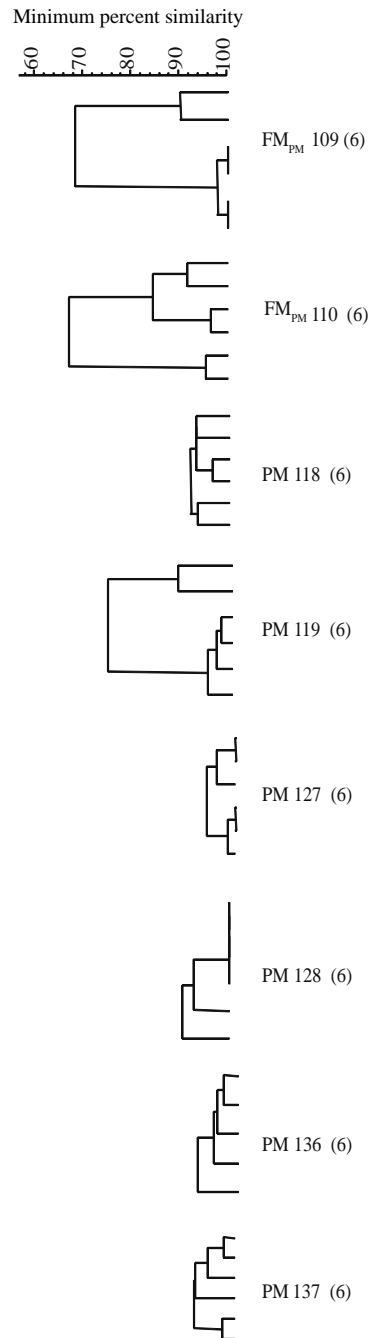 Minimum percent similarity
60 70 80 90 100
FMPM 109 (6)
FMPM 110 (6)
PM 118 (6)
PM 119 (6)
PM 127 (6)
PM 128 (6)
PM 136 (6)
PM 137 (6)